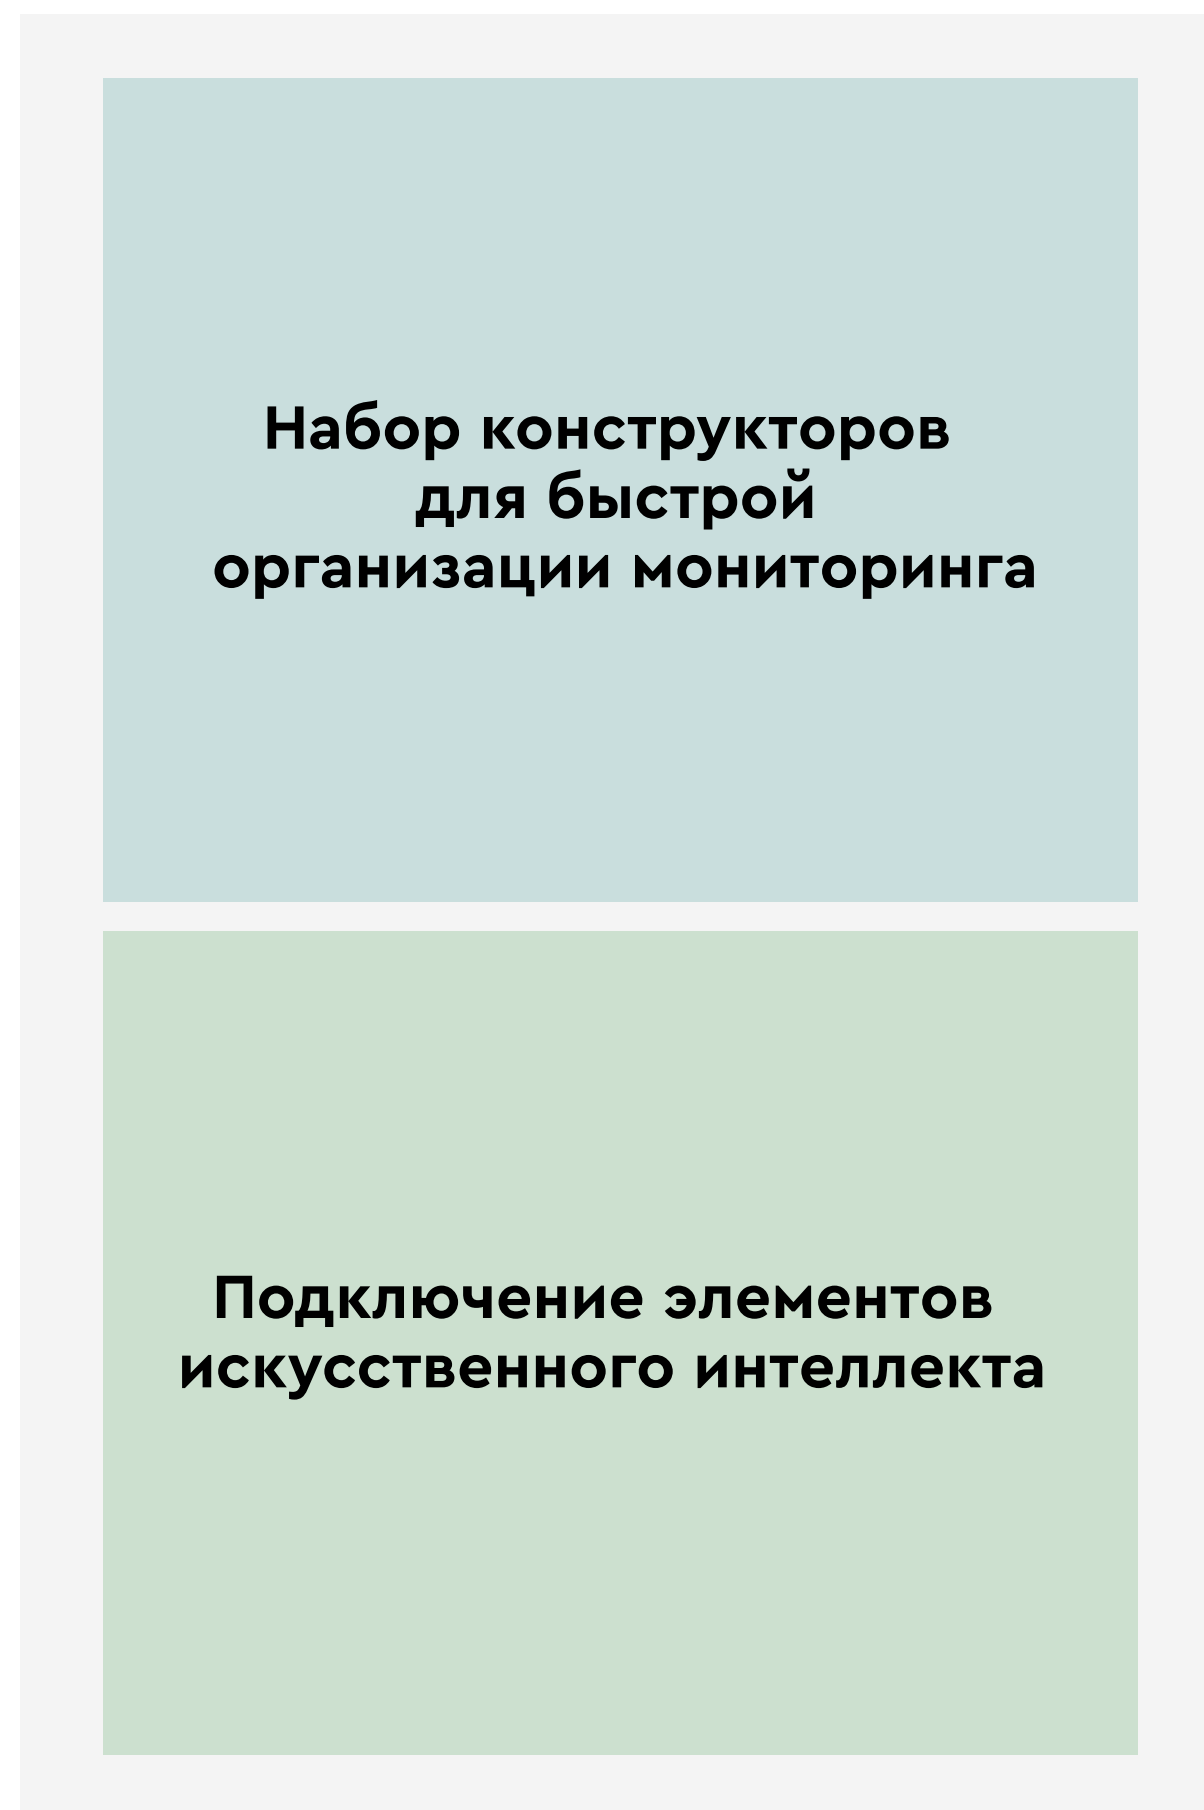 Набор конструкторов
для быстрой
организации мониторинга
Подключение элементов
искусственного интеллекта